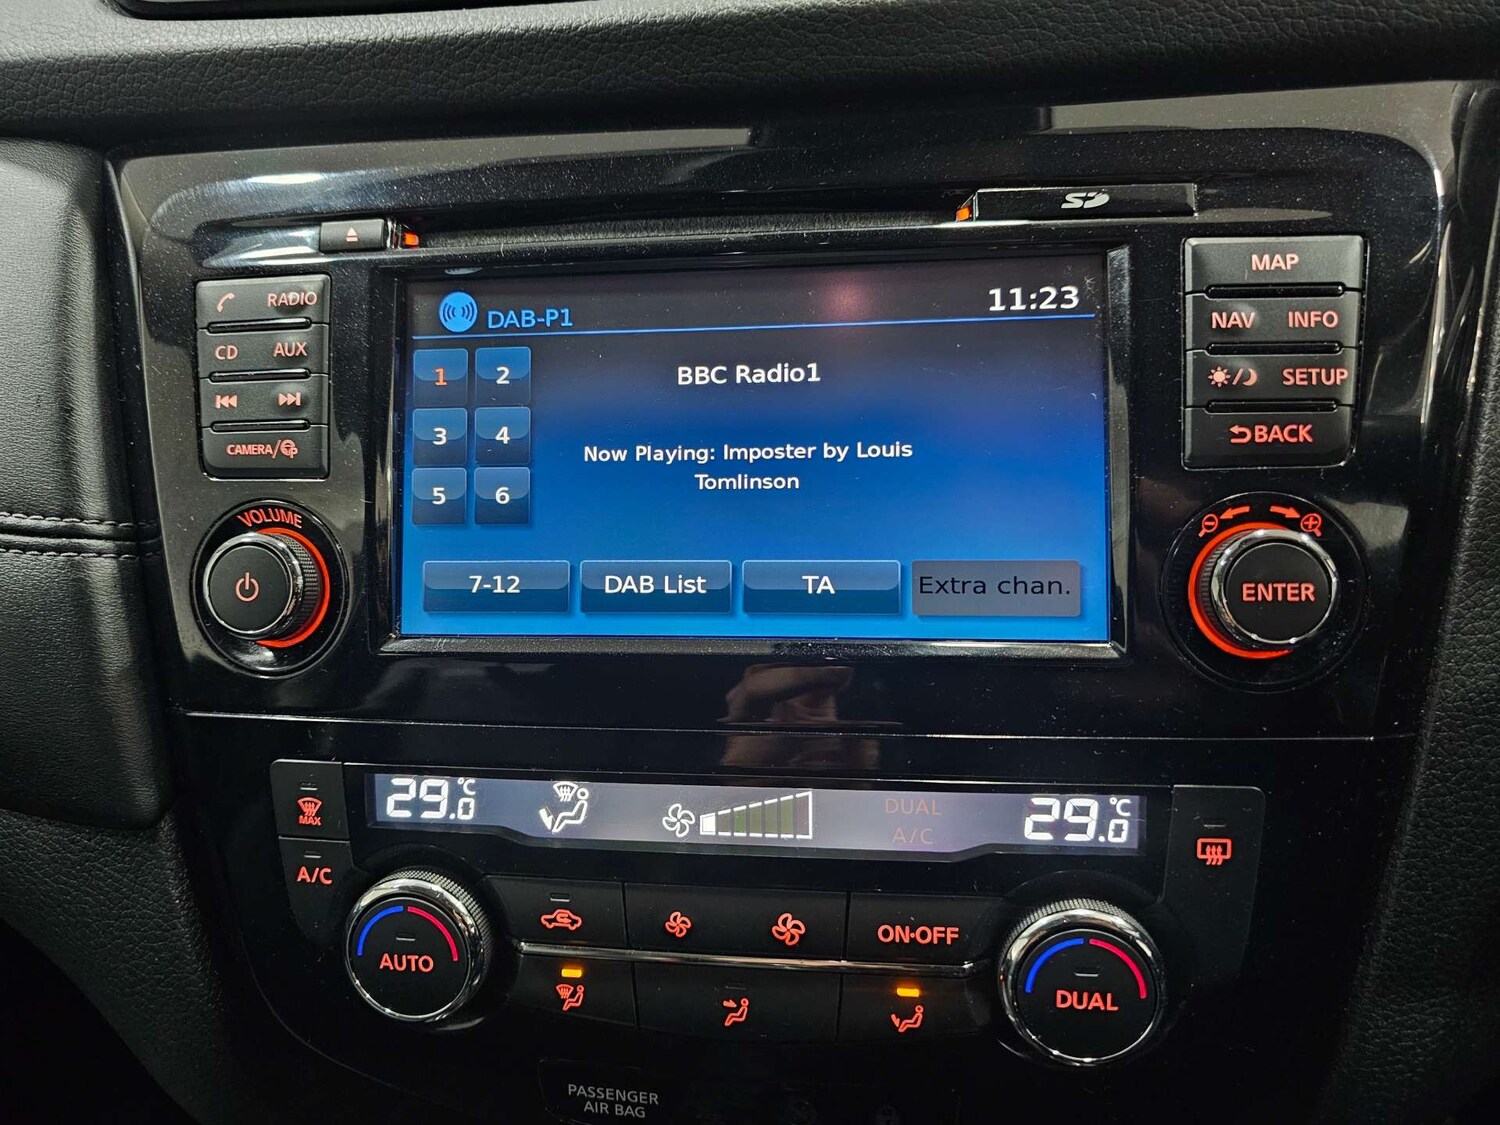 SD
RADIO
CD AUX
CAMERA/
VOLUME
DAB-P1
11:23
1 2
3 4
5 6
BBC Radio1
Now Playing: Imposter by Louis
Tomlinson
7-12 DAB List TA Extra chan.
MAP
NAV INFO
/ SETUP
BACK
ENTER
MAX
A/C
29.0 °C
DUAL
A/C
29.0 °C
AUTO
ON·OFF
DUAL
PASSENGER
AIR BAG